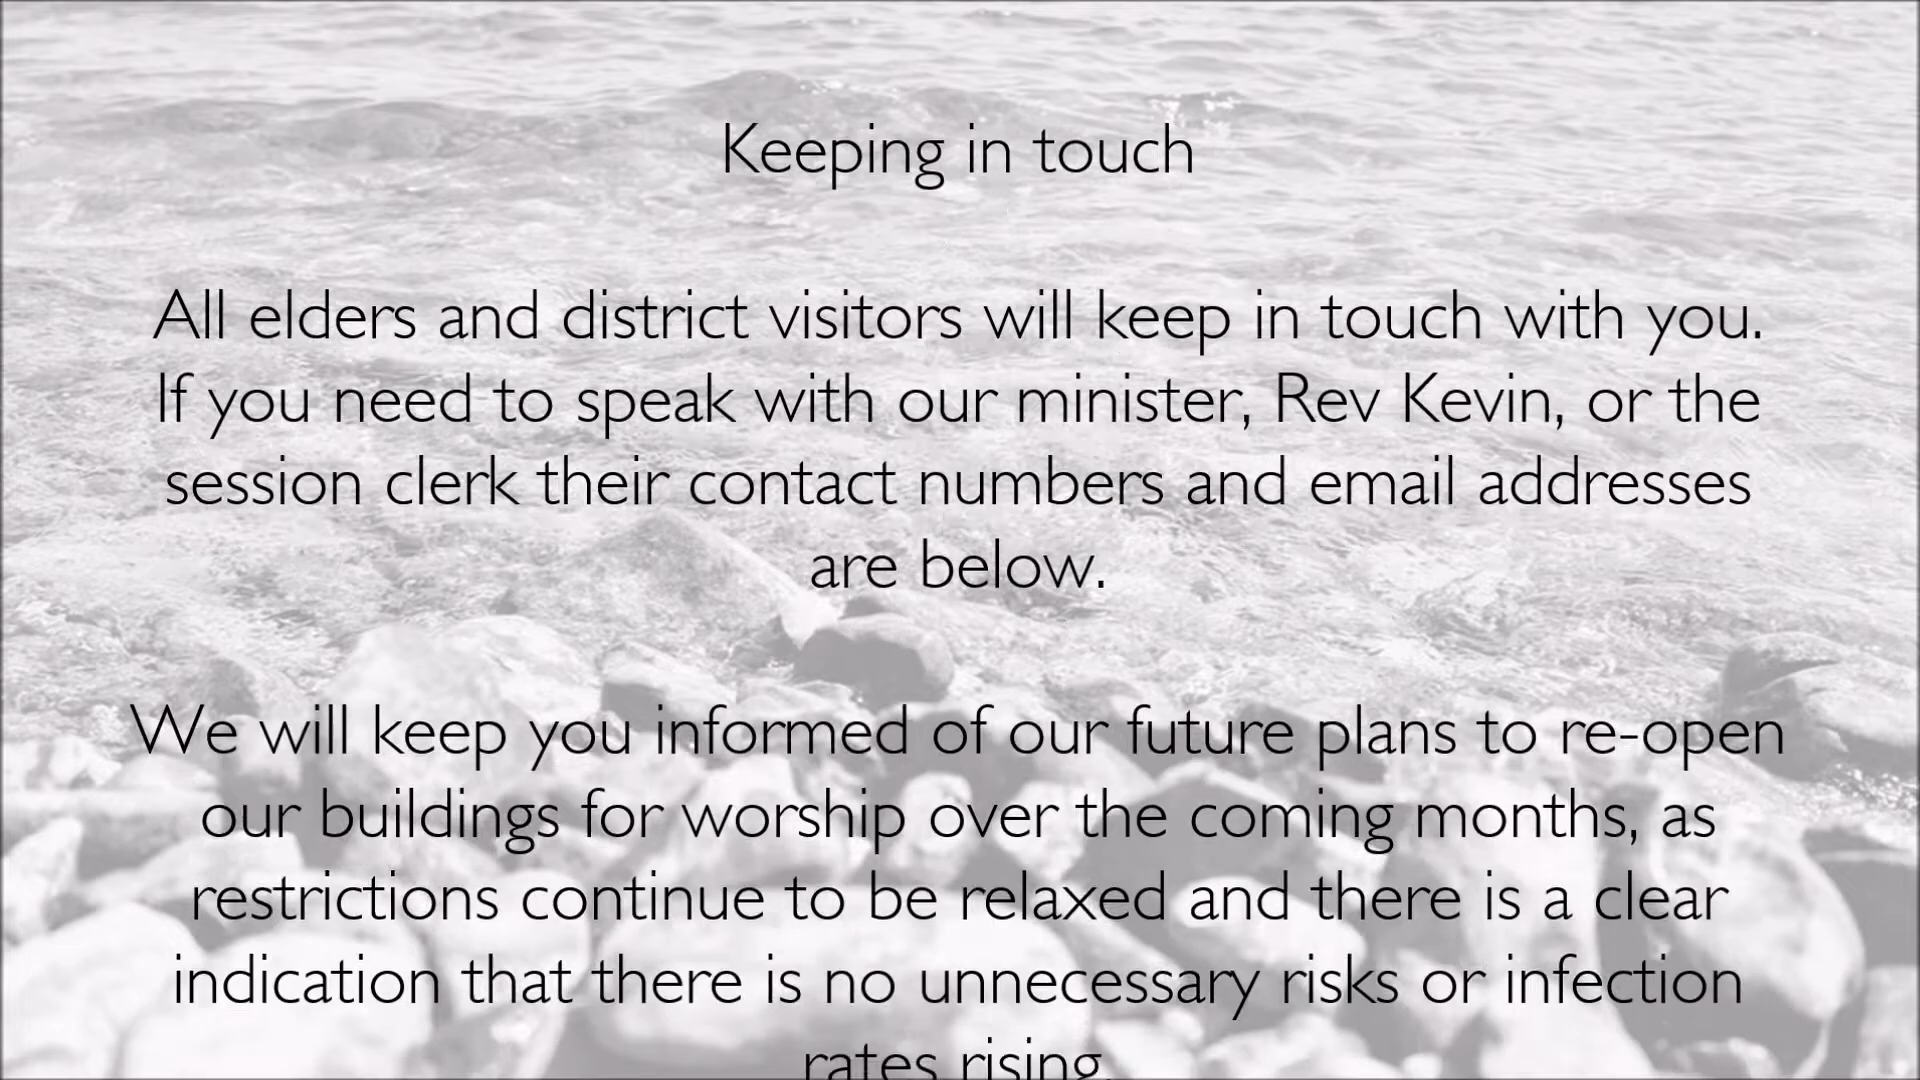 Keeping in touch
All elders and district visitors will keep in touch with you.
If you need to speak with our minister, Rev Kevin, or the
session clerk their contact numbers and email addresses
are below.
We will keep you informed of our future plans to re-open
our buildings for worship over the coming months, as
restrictions continue to be relaxed and there is a clear
indication that there is no unnecessary risks or infection
rates rising.